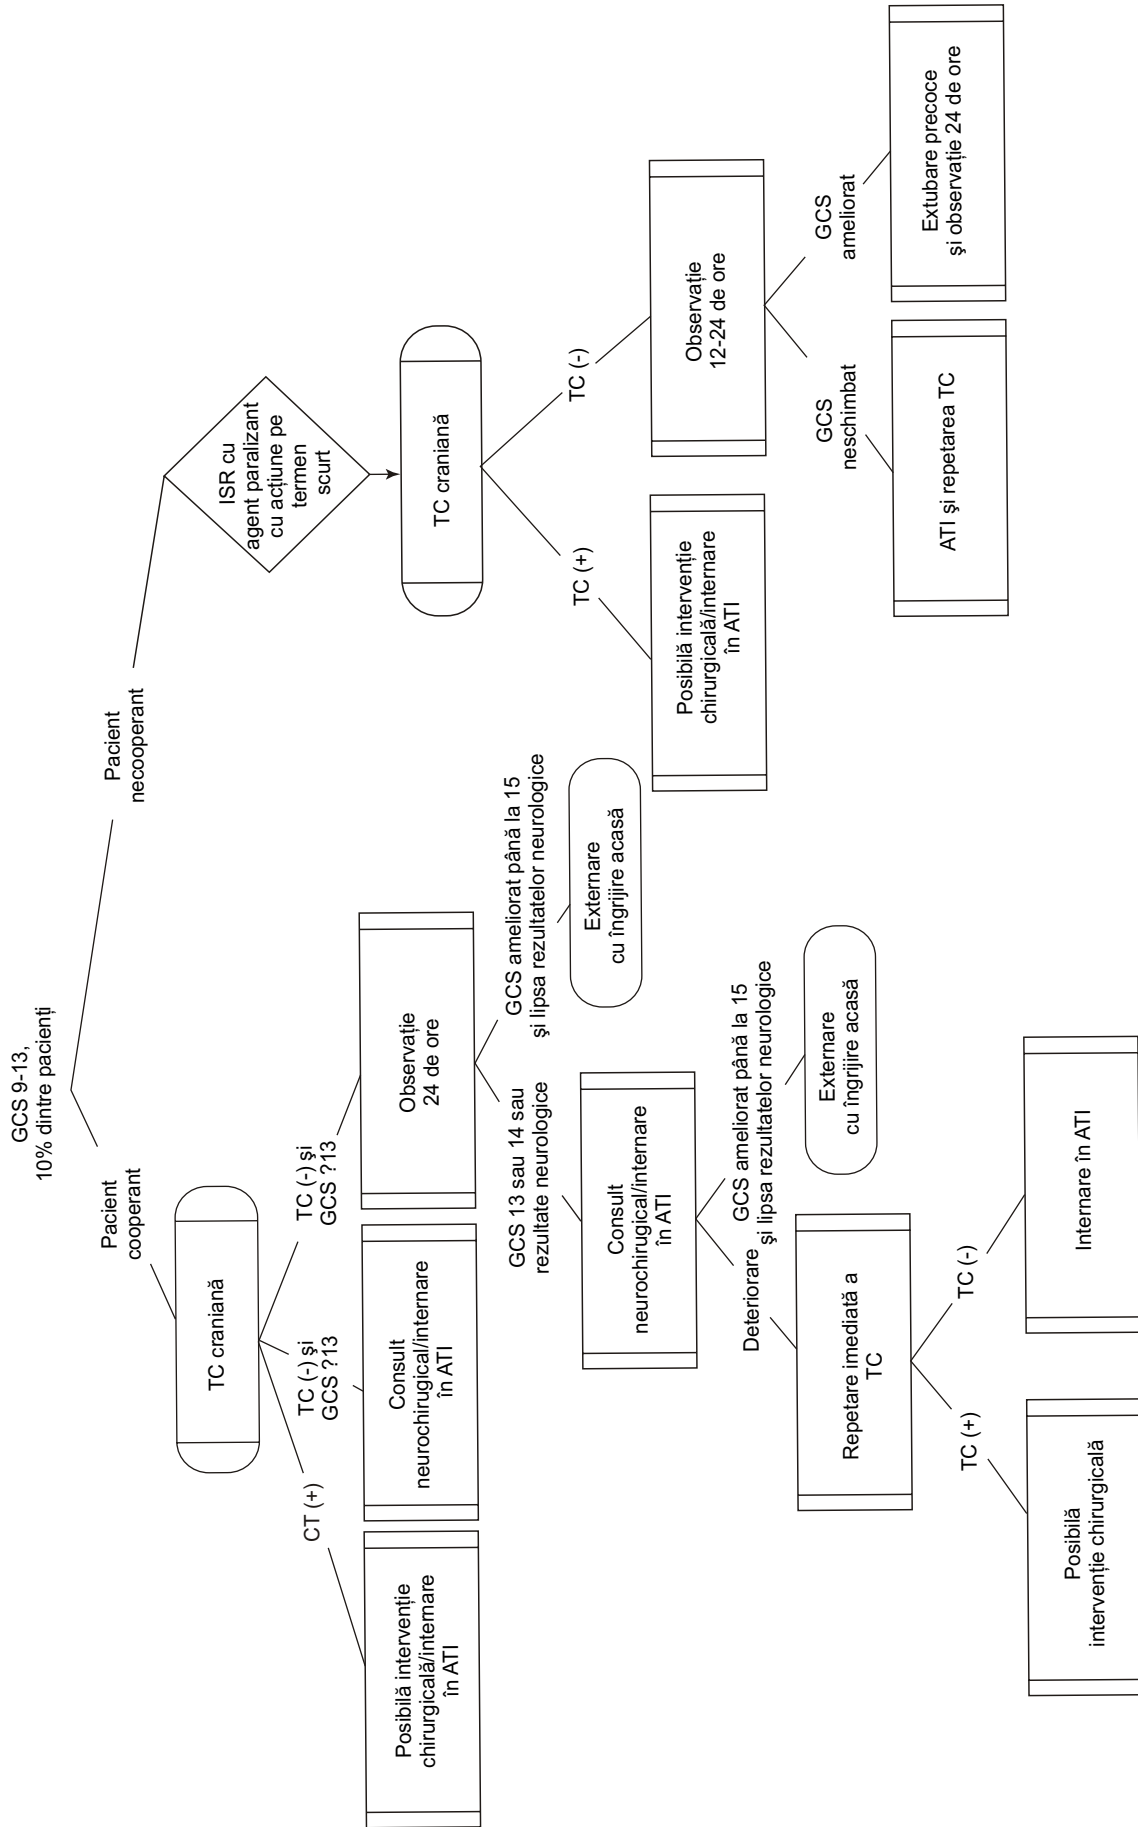 GCS 9-13,
10% dintre pacienți
Pacient
cooperant
Pacient
necooperant
TC craniană
ISR cu
agent paralizant
cu acțiune pe
termen
scurt
CT (+)
TC (-) și
GCS ?13
TC (-) și
GCS ?13
TC craniană
Posibilă intervenție
chirurgicală/internare
în ATI
Consult
neurochirugical/internare
în ATI
Observație
24 de ore
TC (+)
TC (-)
GCS 13 sau 14 sau
rezultate neurologice
GCS ameliorat până la 15
și lipsa rezultatelor neurologice
Posibilă intervenție
chirurgicală/internare
în ATI
Observație
12-24 de ore
Consult
neurochirugical/internare
în ATI
Externare
cu îngrijire acasă
GCS
neschimbat
GCS
ameliorat
Deteriorare
GCS ameliorat până la 15
și lipsa rezultatelor neurologice
ATI și repetarea TC
Extubare precoce
și observație 24 de ore
Repetare imediată a
TC
Externare
cu îngrijire acasă
TC (+)
TC (-)
Posibilă
intervenție chirurgicală
Internare în ATI